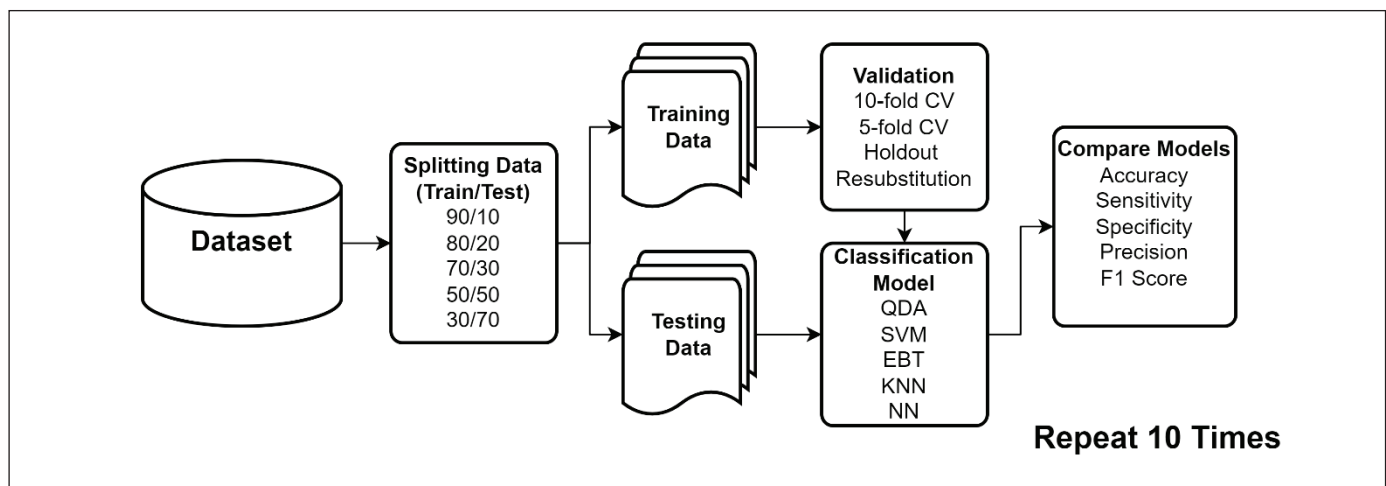 Dataset
Splitting Data
(Train/Test)
90/10
80/20
70/30
50/50
30/70
Training
Data
Testing
Data
Validation
10-fold CV
5-fold CV
Holdout
Resubstitution
Classification
Model
QDA
SVM
EBT
KNN
NN
Compare Models
Accuracy
Sensitivity
Specificity
Precision
F1 Score
Repeat 10 Times